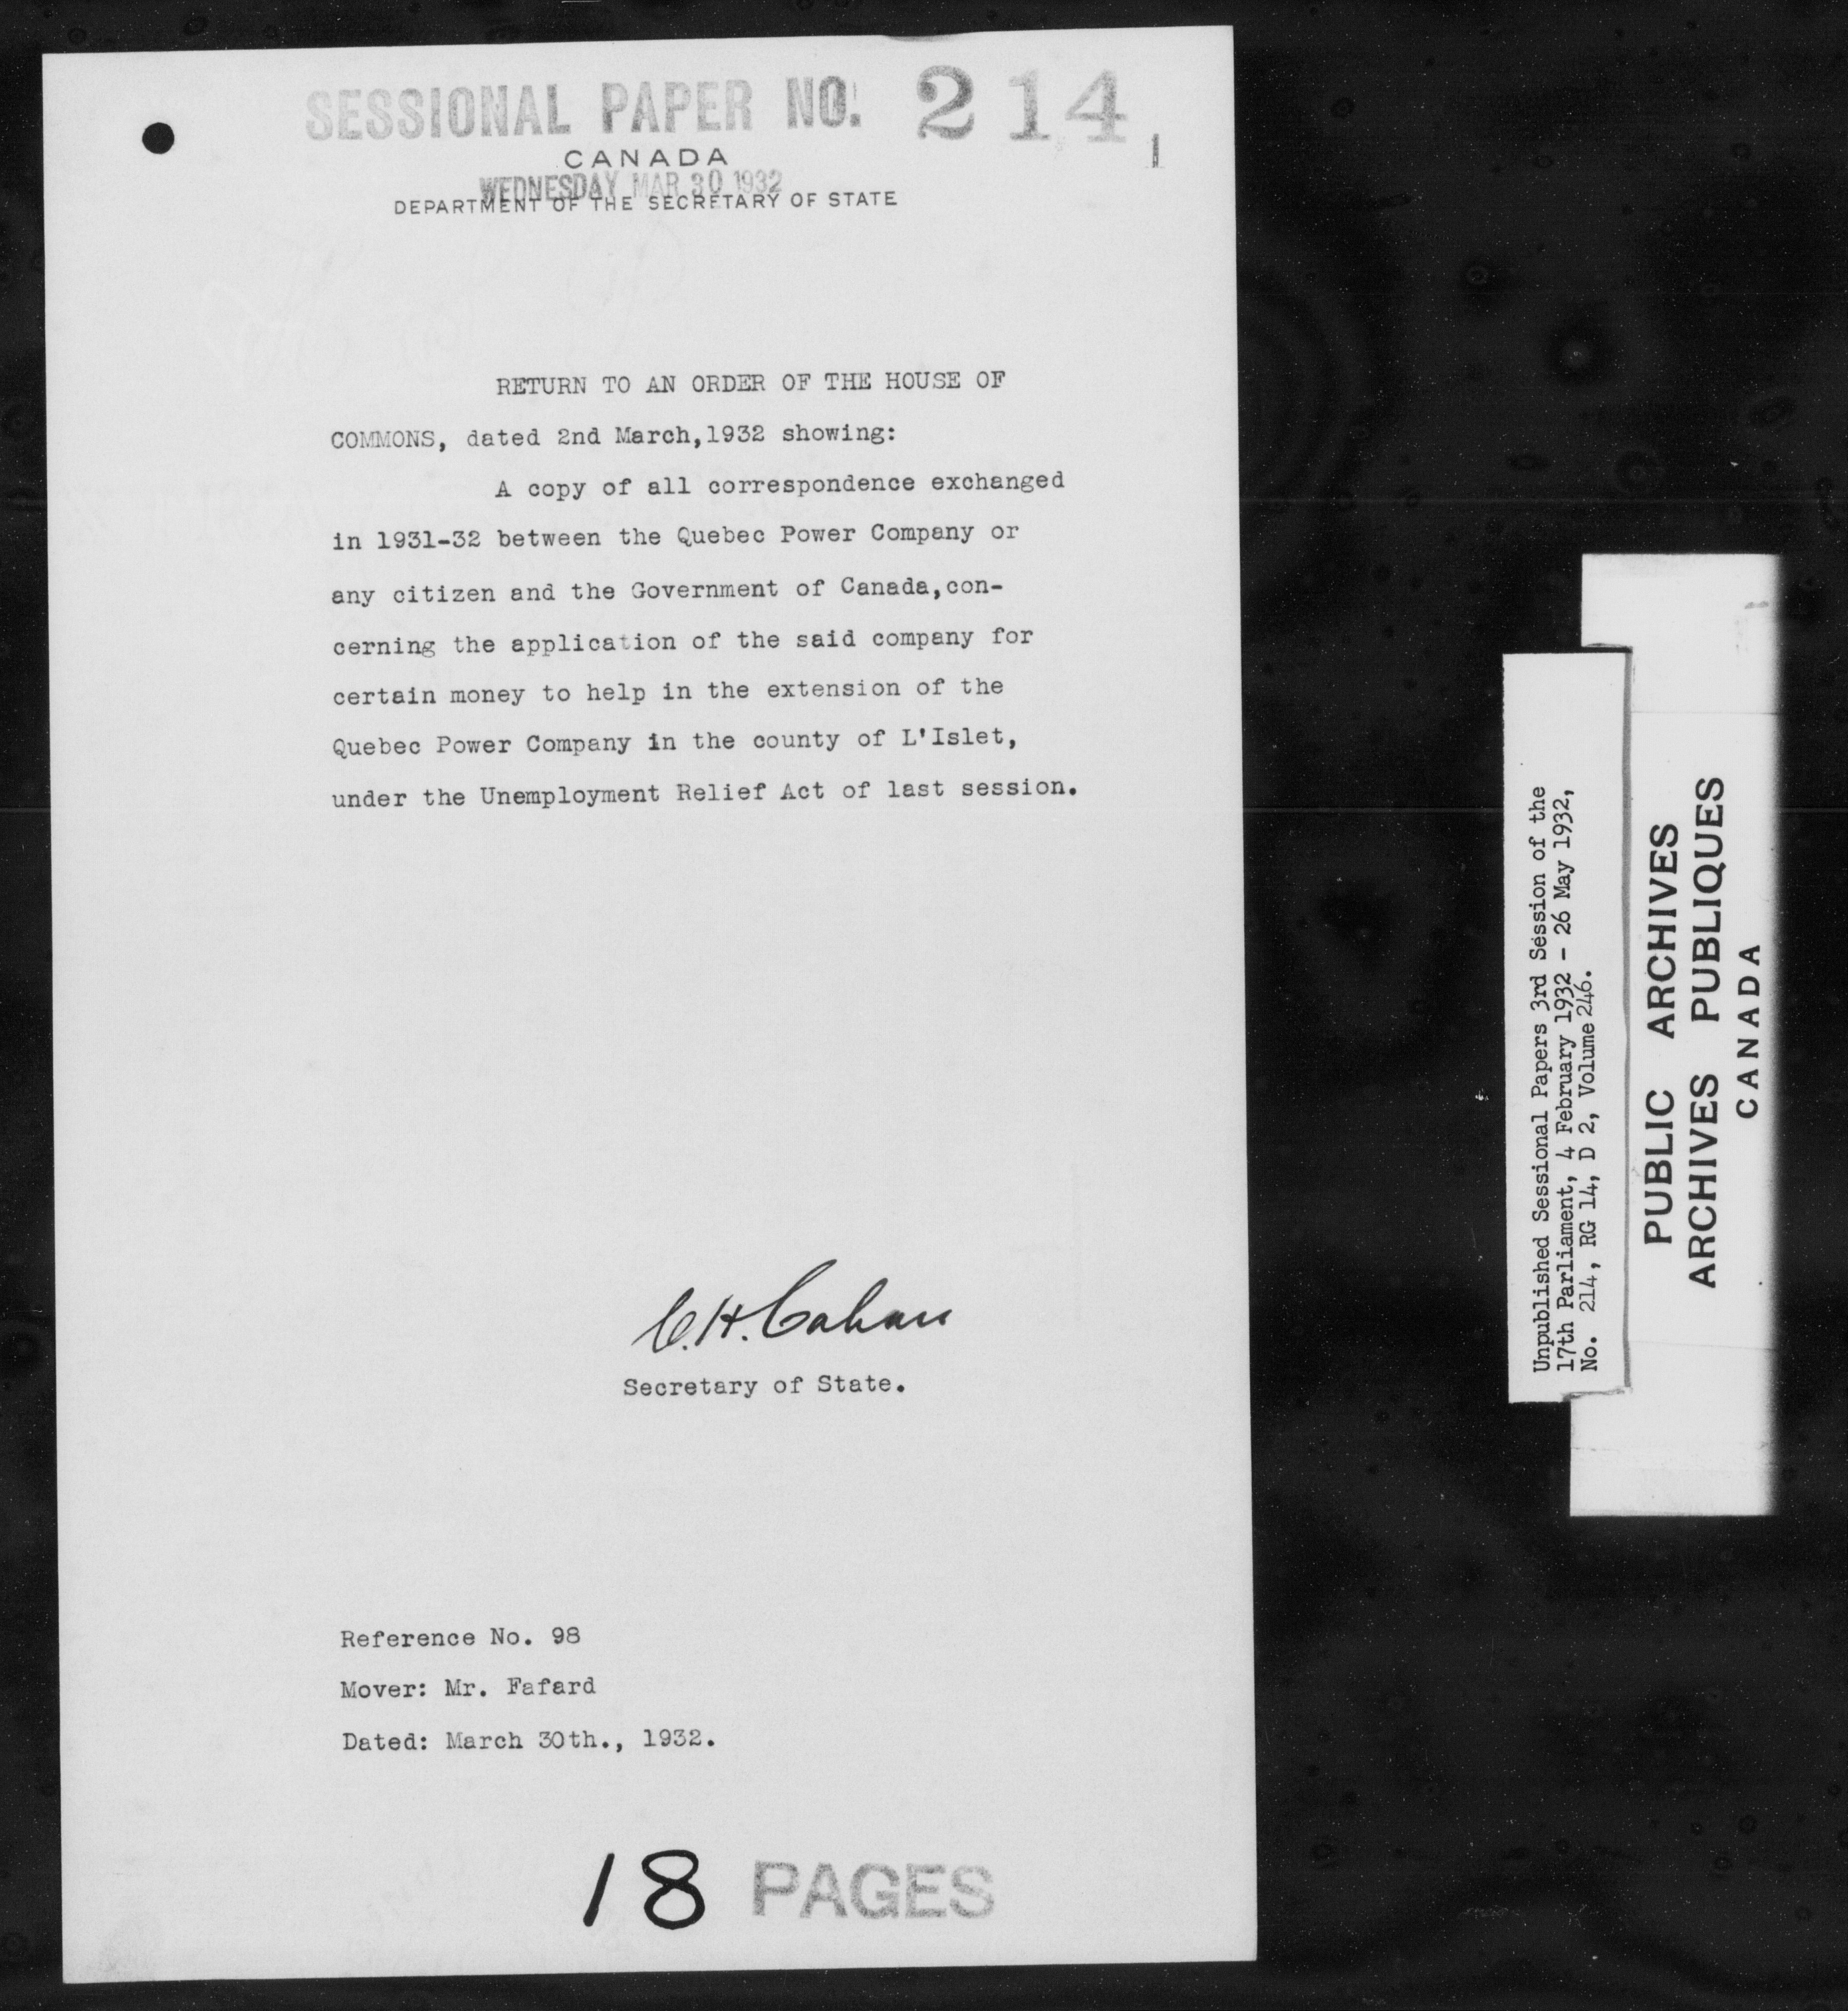 SESSIONAL PAPER NO. 214
1
CANADA
WEDNESDAY MAR 30 1932
DEPARTMENT OF THE SECRETARY OF STATE
RETURN TO AN ORDER OF THE HOUSE OF
COMMONS, dated 2nd March,1932 showing:
A copy of all correspondence exchanged
in 1931-32 between the Quebec Power Company or
any citizen and the Government of Canada,con-
cerning the application of the said company for
certain money to help in the extension of the
Quebec Power Company in the county of L'Islet,
under the Unemployment Relief Act of last session.
C.H. Cahan
Secretary of State.
Reference No. 98
Mover: Mr. Fafard
Dated: March 30th., 1932.
18 PAGES
Unpublished Sessional Papers 3rd Session of the
17th Parliament, 4 February 1932 - 26 May 1932,
No. 214, RG 14, D 2, Volume 246.
PUBLIC ARCHIVES
ARCHIVES PUBLIQUES
CANADA